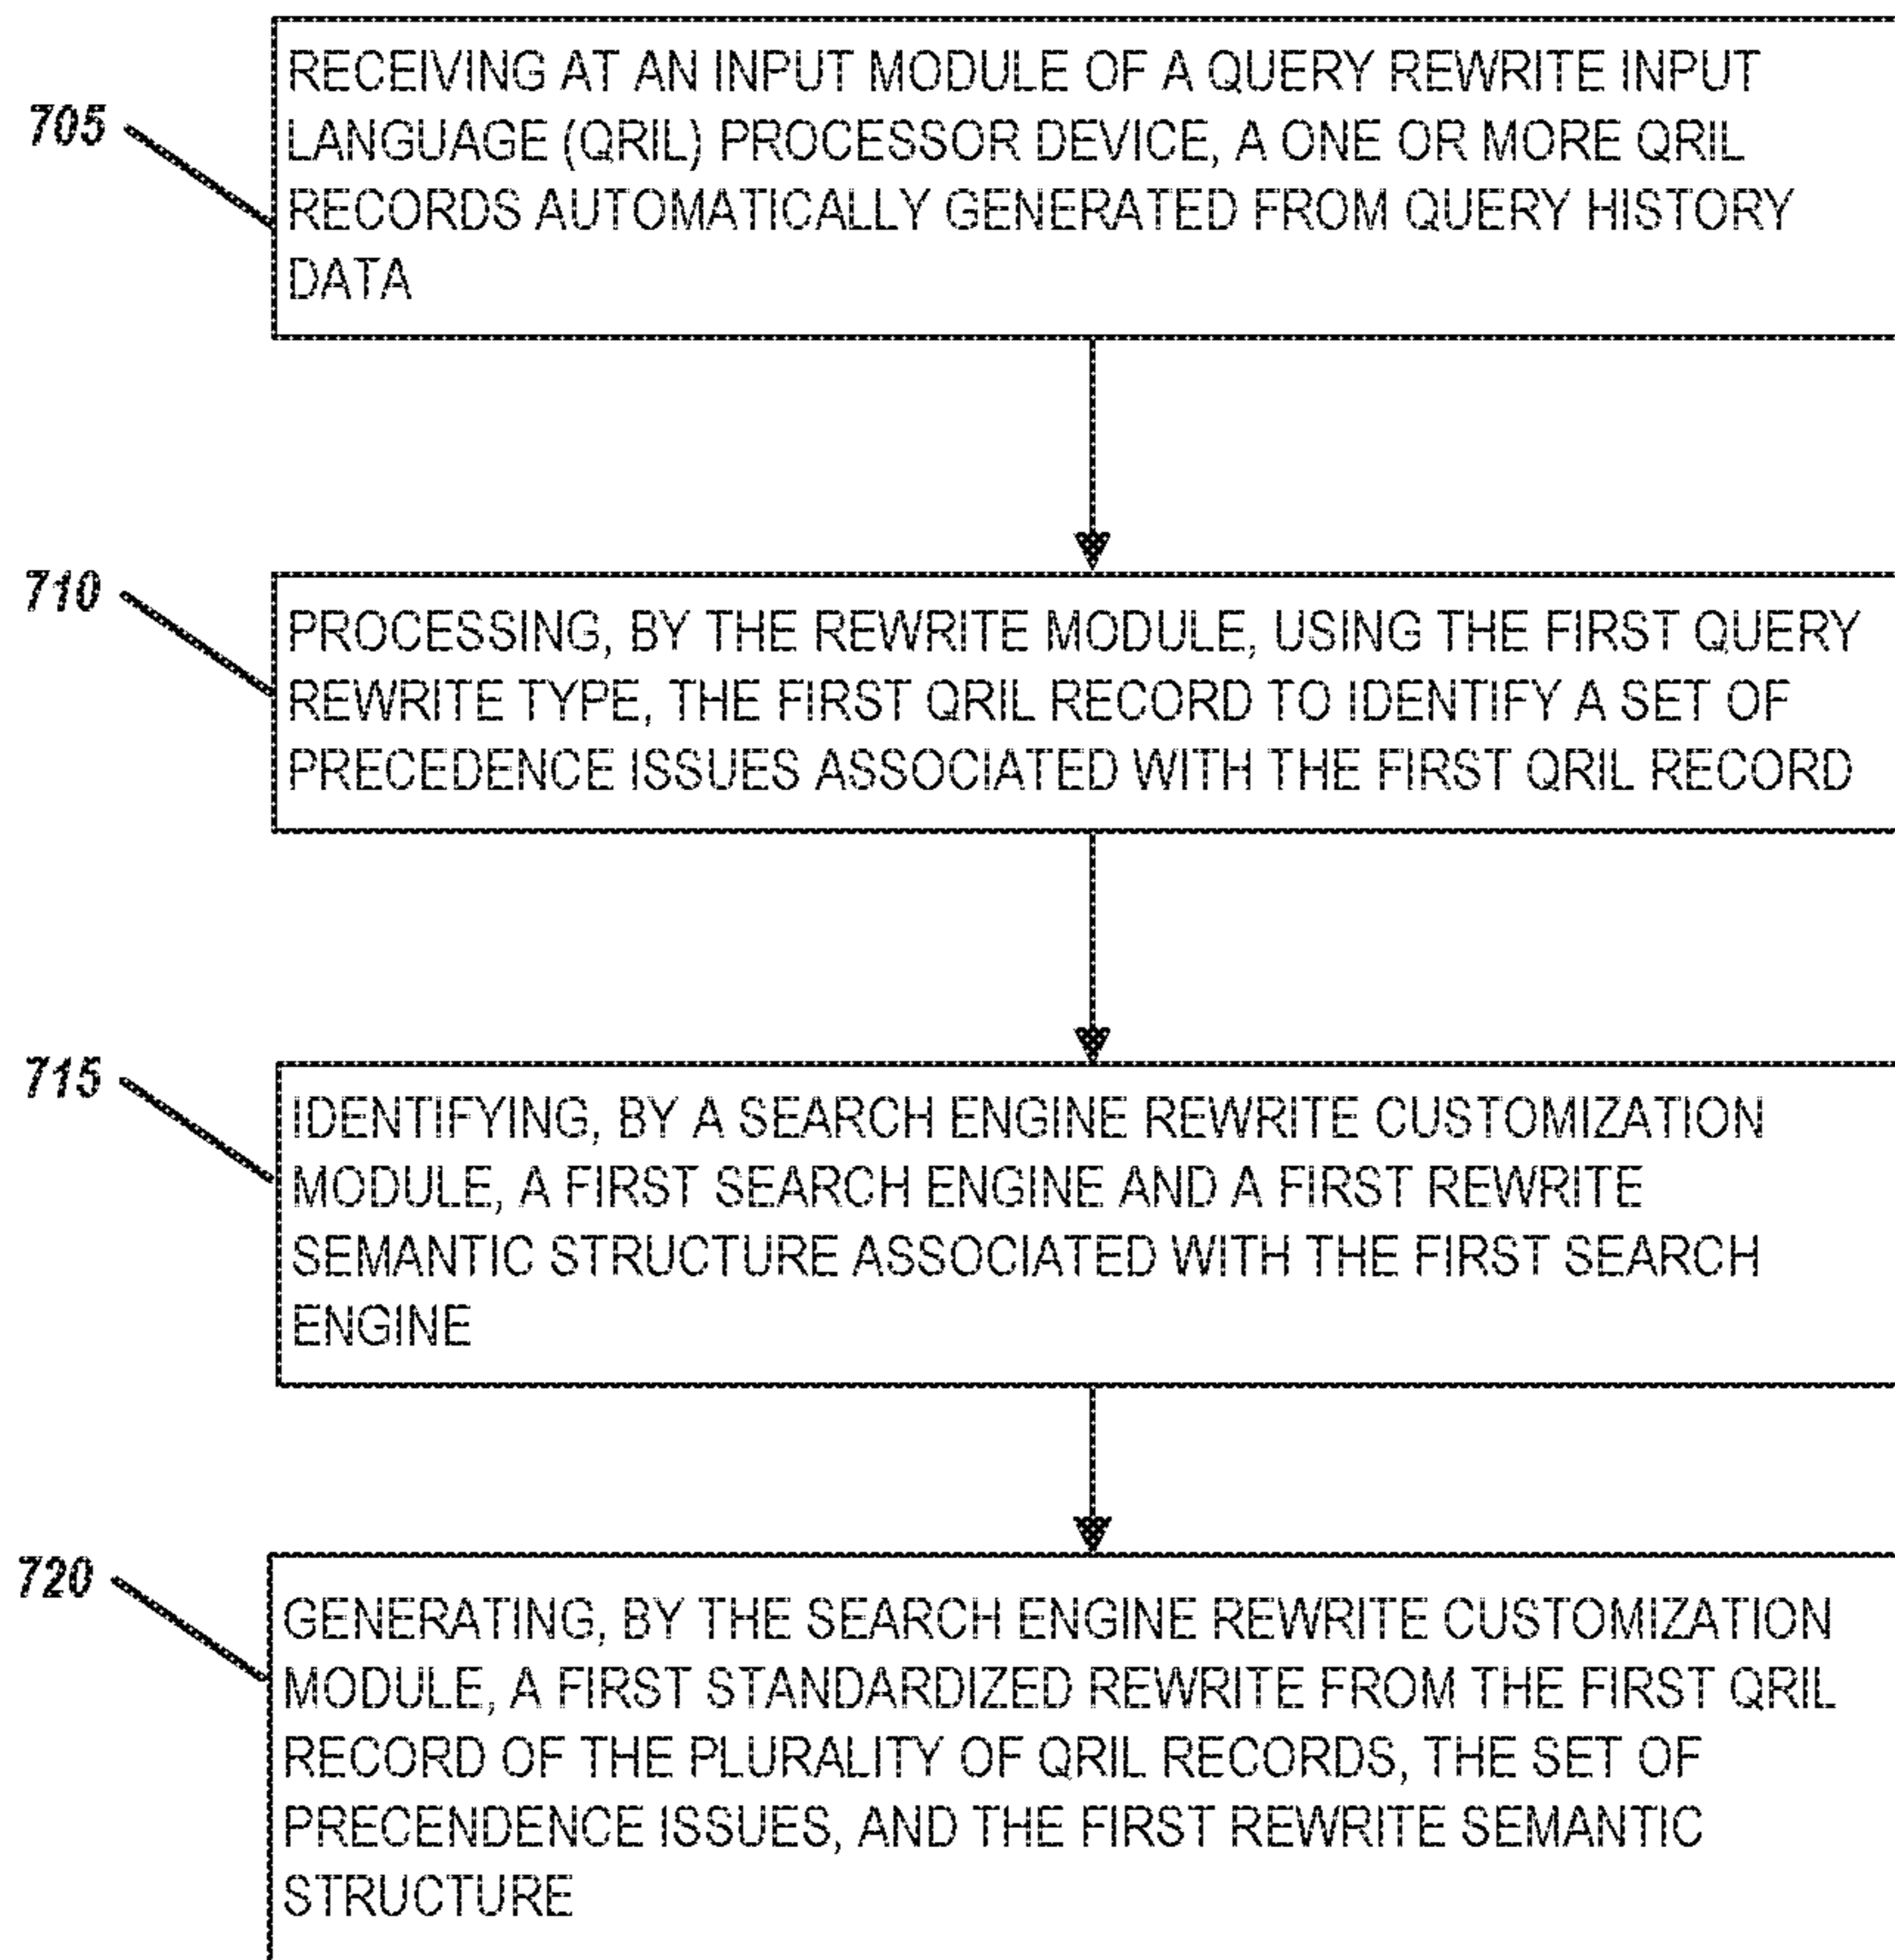 705
RECEIVING AT AN INPUT MODULE OF A QUERY REWRITE INPUT
LANGUAGE (QRIL) PROCESSOR DEVICE, A ONE OR MORE QRIL
RECORDS AUTOMATICALLY GENERATED FROM QUERY HISTORY
DATA
710
PROCESSING, BY THE REWRITE MODULE, USING THE FIRST QUERY
REWRITE TYPE, THE FIRST QRIL RECORD TO IDENTIFY A SET OF
PRECEDENCE ISSUES ASSOCIATED WITH THE FIRST QRIL RECORD
715
IDENTIFYING, BY A SEARCH ENGINE REWRITE CUSTOMIZATION
MODULE, A FIRST SEARCH ENGINE AND A FIRST REWRITE
SEMANTIC STRUCTURE ASSOCIATED WITH THE FIRST SEARCH
ENGINE
720
GENERATING, BY THE SEARCH ENGINE REWRITE CUSTOMIZATION
MODULE, A FIRST STANDARDIZED REWRITE FROM THE FIRST QRIL
RECORD OF THE PLURALITY OF QRIL RECORDS, THE SET OF
PRECENDENCE ISSUES, AND THE FIRST REWRITE SEMANTIC
STRUCTURE